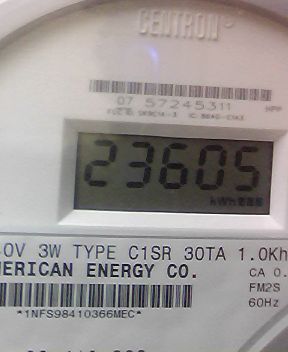 CENTRON
07 57245311
23605
kWh
0V 3W TYPE C1SR 30TA 1.0Kh
MERICAN ENERGY CO.
CA 0.
FM2S
60Hz
*1NFS98410366MEC*